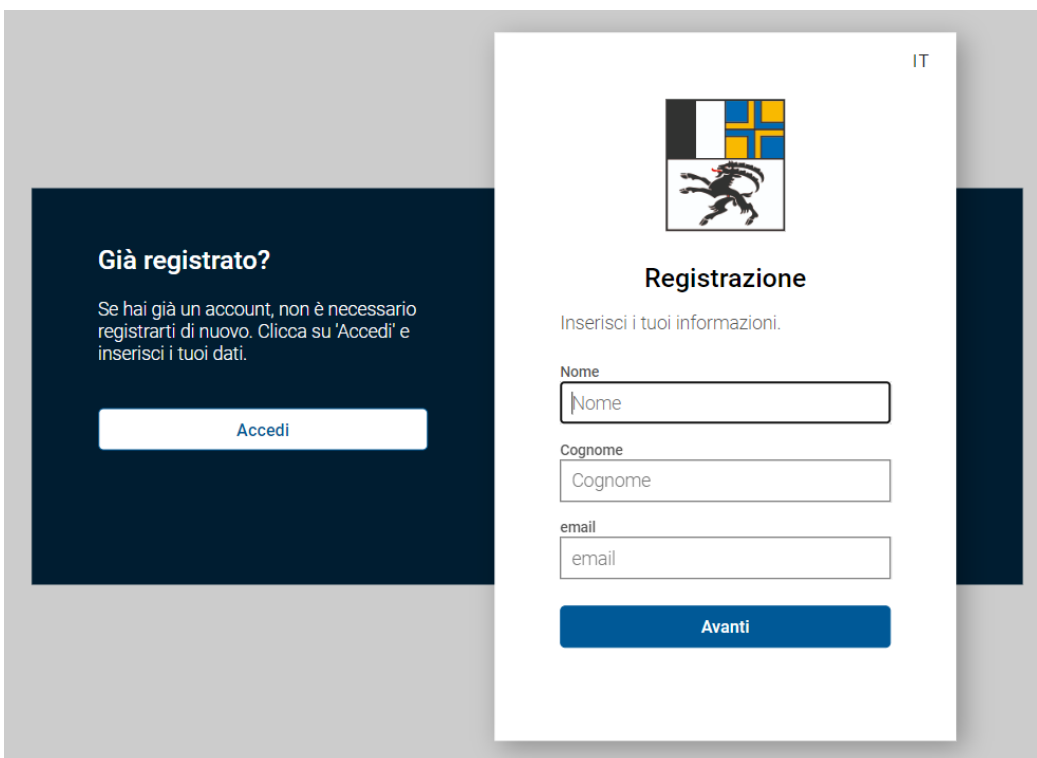 IT
Già registrato?
Se hai già un account, non è necessario
registrarti di nuovo. Clicca su 'Accedi' e
inserisci i tuoi dati.
Accedi
Registrazione
Inserisci i tuoi informazioni.
Nome
Nome
Cognome
Cognome
email
email
Avanti